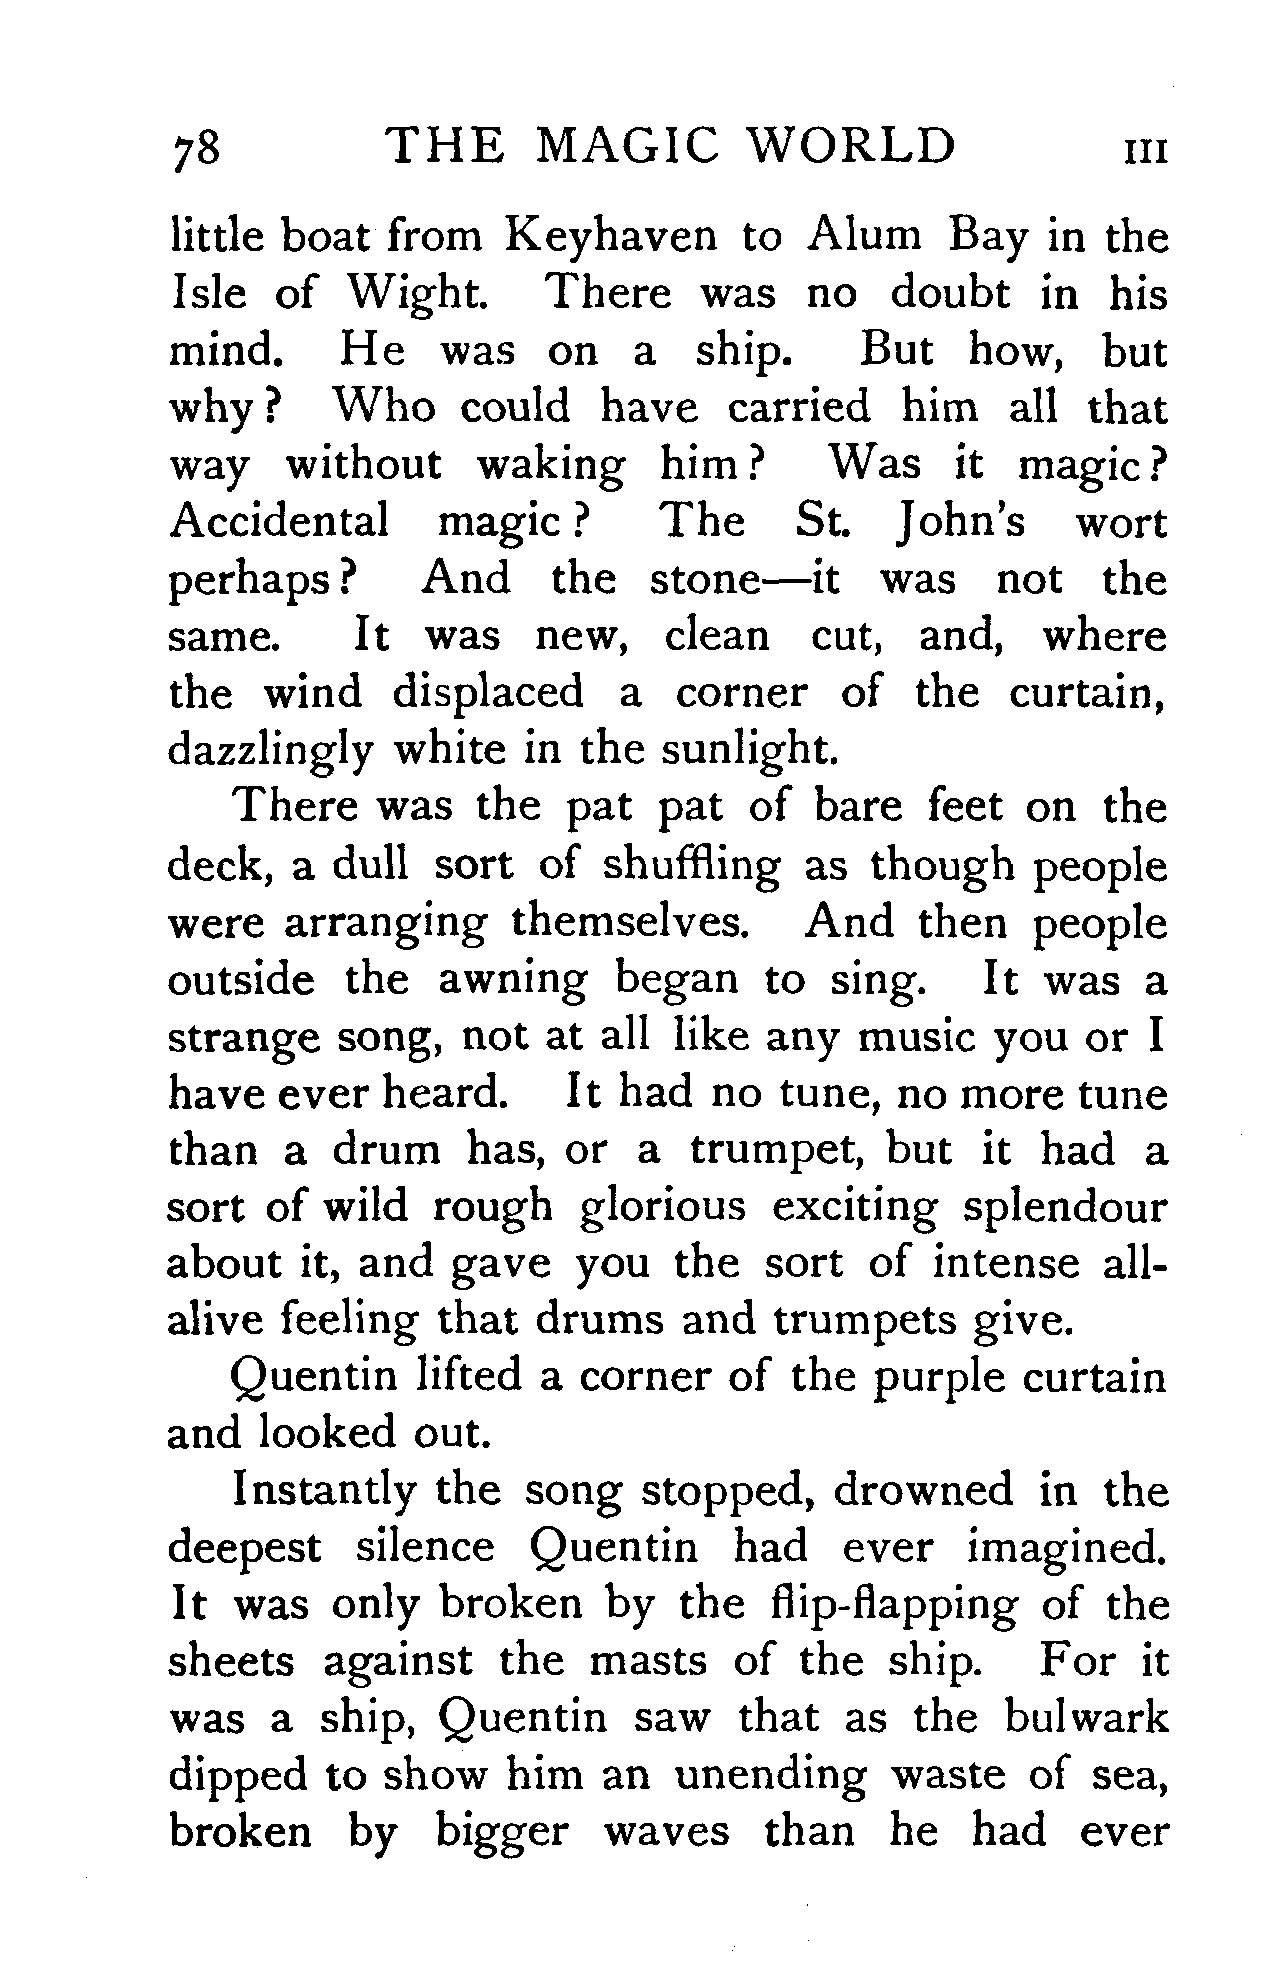 78 THE MAGIC WORLD III
little boat from Keyhaven to Alum Bay in the
Isle of Wight. There was no doubt in his
mind. He was on a ship. But how, but
why? Who could have carried him all that
way without waking him? Was it magic?
Accidental magic? The St. John's wort
perhaps? And the stone—it was not the
same. It was new, clean cut, and, where
the wind displaced a corner of the curtain,
dazzlingly white in the sunlight.
There was the pat pat of bare feet on the
deck, a dull sort of shuffling as though people
were arranging themselves. And then people
outside the awning began to sing. It was a
strange song, not at all like any music you or I
have ever heard. It had no tune, no more tune
than a drum has, or a trumpet, but it had a
sort of wild rough glorious exciting splendour
about it, and gave you the sort of intense all-
alive feeling that drums and trumpets give.
Quentin lifted a corner of the purple curtain
and looked out.
Instantly the song stopped, drowned in the
deepest silence Quentin had ever imagined.
It was only broken by the flip-flapping of the
sheets against the masts of the ship. For it
was a ship, Quentin saw that as the bulwark
dipped to show him an unending waste of sea,
broken by bigger waves than he had ever